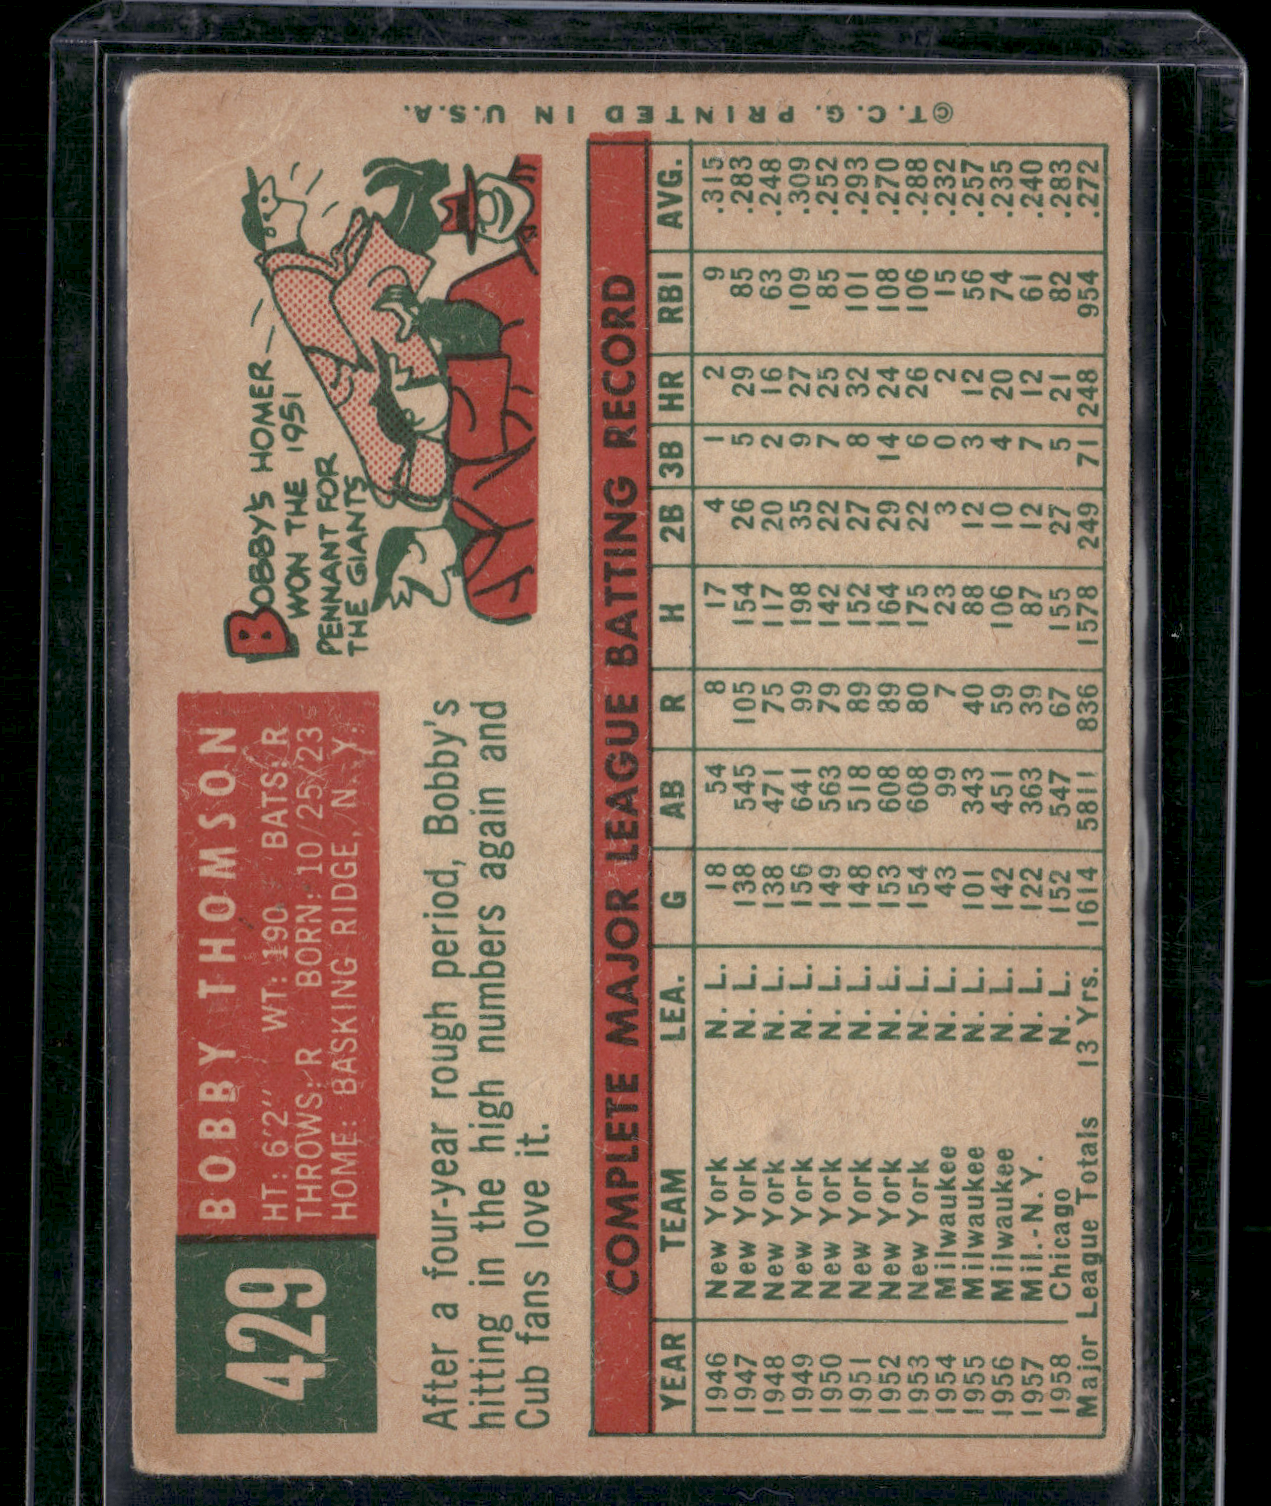 429
BOBBY THOMSON
HT: 6'2" WT: 190 BATS: R
THROWS: R BORN: 10/25/23
HOME: BASKING RIDGE, N.Y.
BOBBY'S HOMER
WON THE 1951
PENNANT FOR
THE GIANTS
After a four-year rough period, Bobby's
hitting in the high numbers again and
Cub fans love it.
COMPLETE MAJOR LEAGUE BATTING RECORD
YEAR TEAM LEA. G AB R H 2B 3B HR RBI AVG.
1946 New York N. L. 18 54 8 17 4 1 2 9 .315
1947 New York N. L. 138 545 105 154 26 5 29 85 .283
1948 New York N. L. 138 471 75 117 20 2 16 63 .248
1949 New York N. L. 156 641 99 198 35 9 27 109 .309
1950 New York N. L. 149 563 79 142 22 7 25 85 .252
1951 New York N. L. 148 518 89 152 27 8 32 101 .293
1952 New York N. L. 153 608 89 164 29 14 24 108 .270
1953 New York N. L. 154 608 80 175 22 6 26 106 .288
1954 Milwaukee N. L. 43 99 7 23 3 0 2 15 .232
1955 Milwaukee N. L. 101 343 40 88 12 3 12 56 .257
1956 Milwaukee N. L. 142 451 59 106 10 4 20 74 .235
1957 Mil.-N.Y. N. L. 122 363 39 87 12 7 12 61 .240
1958 Chicago N. L. 152 547 67 155 27 5 21 82 .283
Major League Totals 13 Yrs. 1614 5811 836 1578 249 71 248 954 .272
©T.C.G. PRINTED IN U.S.A.